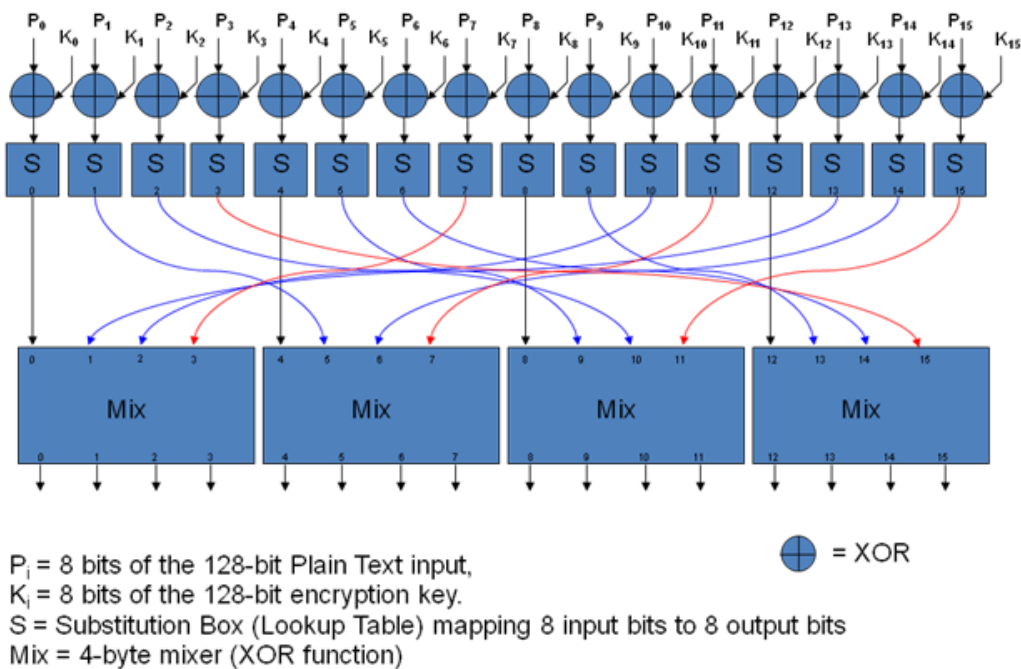 P₀ P₁ P₂ P₃ P₄ P₅ P₆ P₇ P₈ P₉ P₁₀ P₁₁ P₁₂ P₁₃ P₁₄ P₁₅
K₀ K₁ K₂ K₃ K₄ K₅ K₆ K₇ K₈ K₉ K₁₀ K₁₁ K₁₂ K₁₃ K₁₄ K₁₅
S S S S S S S S S S S S S S S S
0 1 2 3 4 5 6 7 8 9 10 11 12 13 14 15
0 1 2 3 4 5 6 7 8 9 10 11 12 13 14 15
Mix Mix Mix Mix
0 1 2 3 4 5 6 7 8 9 10 11 12 13 14 15
= XOR
Pᵢ = 8 bits of the 128-bit Plain Text input,
Kᵢ = 8 bits of the 128-bit encryption key.
S = Substitution Box (Lookup Table) mapping 8 input bits to 8 output bits
Mix = 4-byte mixer (XOR function)